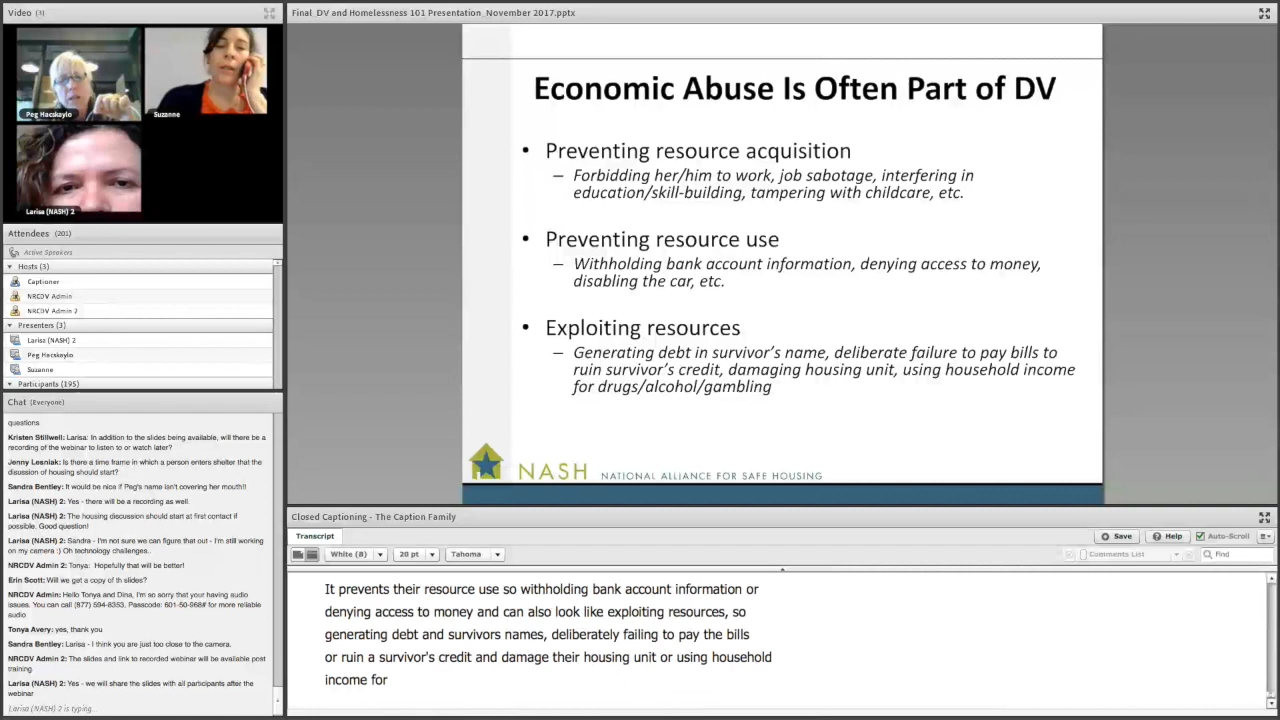 Video (3)
Peg Hacskaylo
Suzanne
Larisa (NASH) 2
Attendees (201)
Active Speakers
Hosts (3)
Captioner
NRCDV Admin
NRCDV Admin 2
Presenters (3)
Larisa (NASH) 2
Peg Hacskaylo
Suzanne
Participants (195)
Chat (Everyone)
questions
Kristen Stillwell: Larisa: In addition to the slides being available, will there be a
recording of the webinar to listen to or watch later?
Jenny Lesniak: Is there a time frame in which a person enters shelter that the
disussion of housing should start?
Sandra Bentley: It would be nice if Peg's name isn't covering her mouth!!
Larisa (NASH) 2: Yes - there will be a recording as well.
Larisa (NASH) 2: The housing discussion should start at first contact if
possible. Good question!
Larisa (NASH) 2: Sandra - I'm not sure we can figure that out - I'm still working
on my camera :) Oh technology challenges..
NRCDV Admin: Tonya: Hopefully that will be better!
Erin Scott: Will we get a copy of th slides?
NRCDV Admin: Hello Tonya and Dina, I'm so sorry that your having audio
issues. You can call (877) 594-8353, Passcode: 601-50-968# for more reliable
audio
Tonya Avery: yes, thank you
Sandra Bentley: Larisa - I think you are just too close to the camera.
NRCDV Admin 2: The slides and link to recorded webinar will be available post
training.
Larisa (NASH) 2: Yes - we will share the slides with all participants after the
webinar
Larisa (NASH) 2 is typing...
Final_DV and Homelessness 101 Presentation_November 2017.pptx
Economic Abuse Is Often Part of DV
• Preventing resource acquisition
– Forbidding her/him to work, job sabotage, interfering in
education/skill-building, tampering with childcare, etc.
• Preventing resource use
– Withholding bank account information, denying access to money,
disabling the car, etc.
• Exploiting resources
– Generating debt in survivor's name, deliberate failure to pay bills to
ruin survivor's credit, damaging housing unit, using household income
for drugs/alcohol/gambling
NASH NATIONAL ALLIANCE FOR SAFE HOUSING
Closed Captioning - The Caption Family
Transcript
Save
Help
Auto-Scroll
White (B)
20 pt
Tahoma
Comments List
Find
It prevents their resource use so withholding bank account information or
denying access to money and can also look like exploiting resources, so
generating debt and survivors names, deliberately failing to pay the bills
or ruin a survivor's credit and damage their housing unit or using household
income for